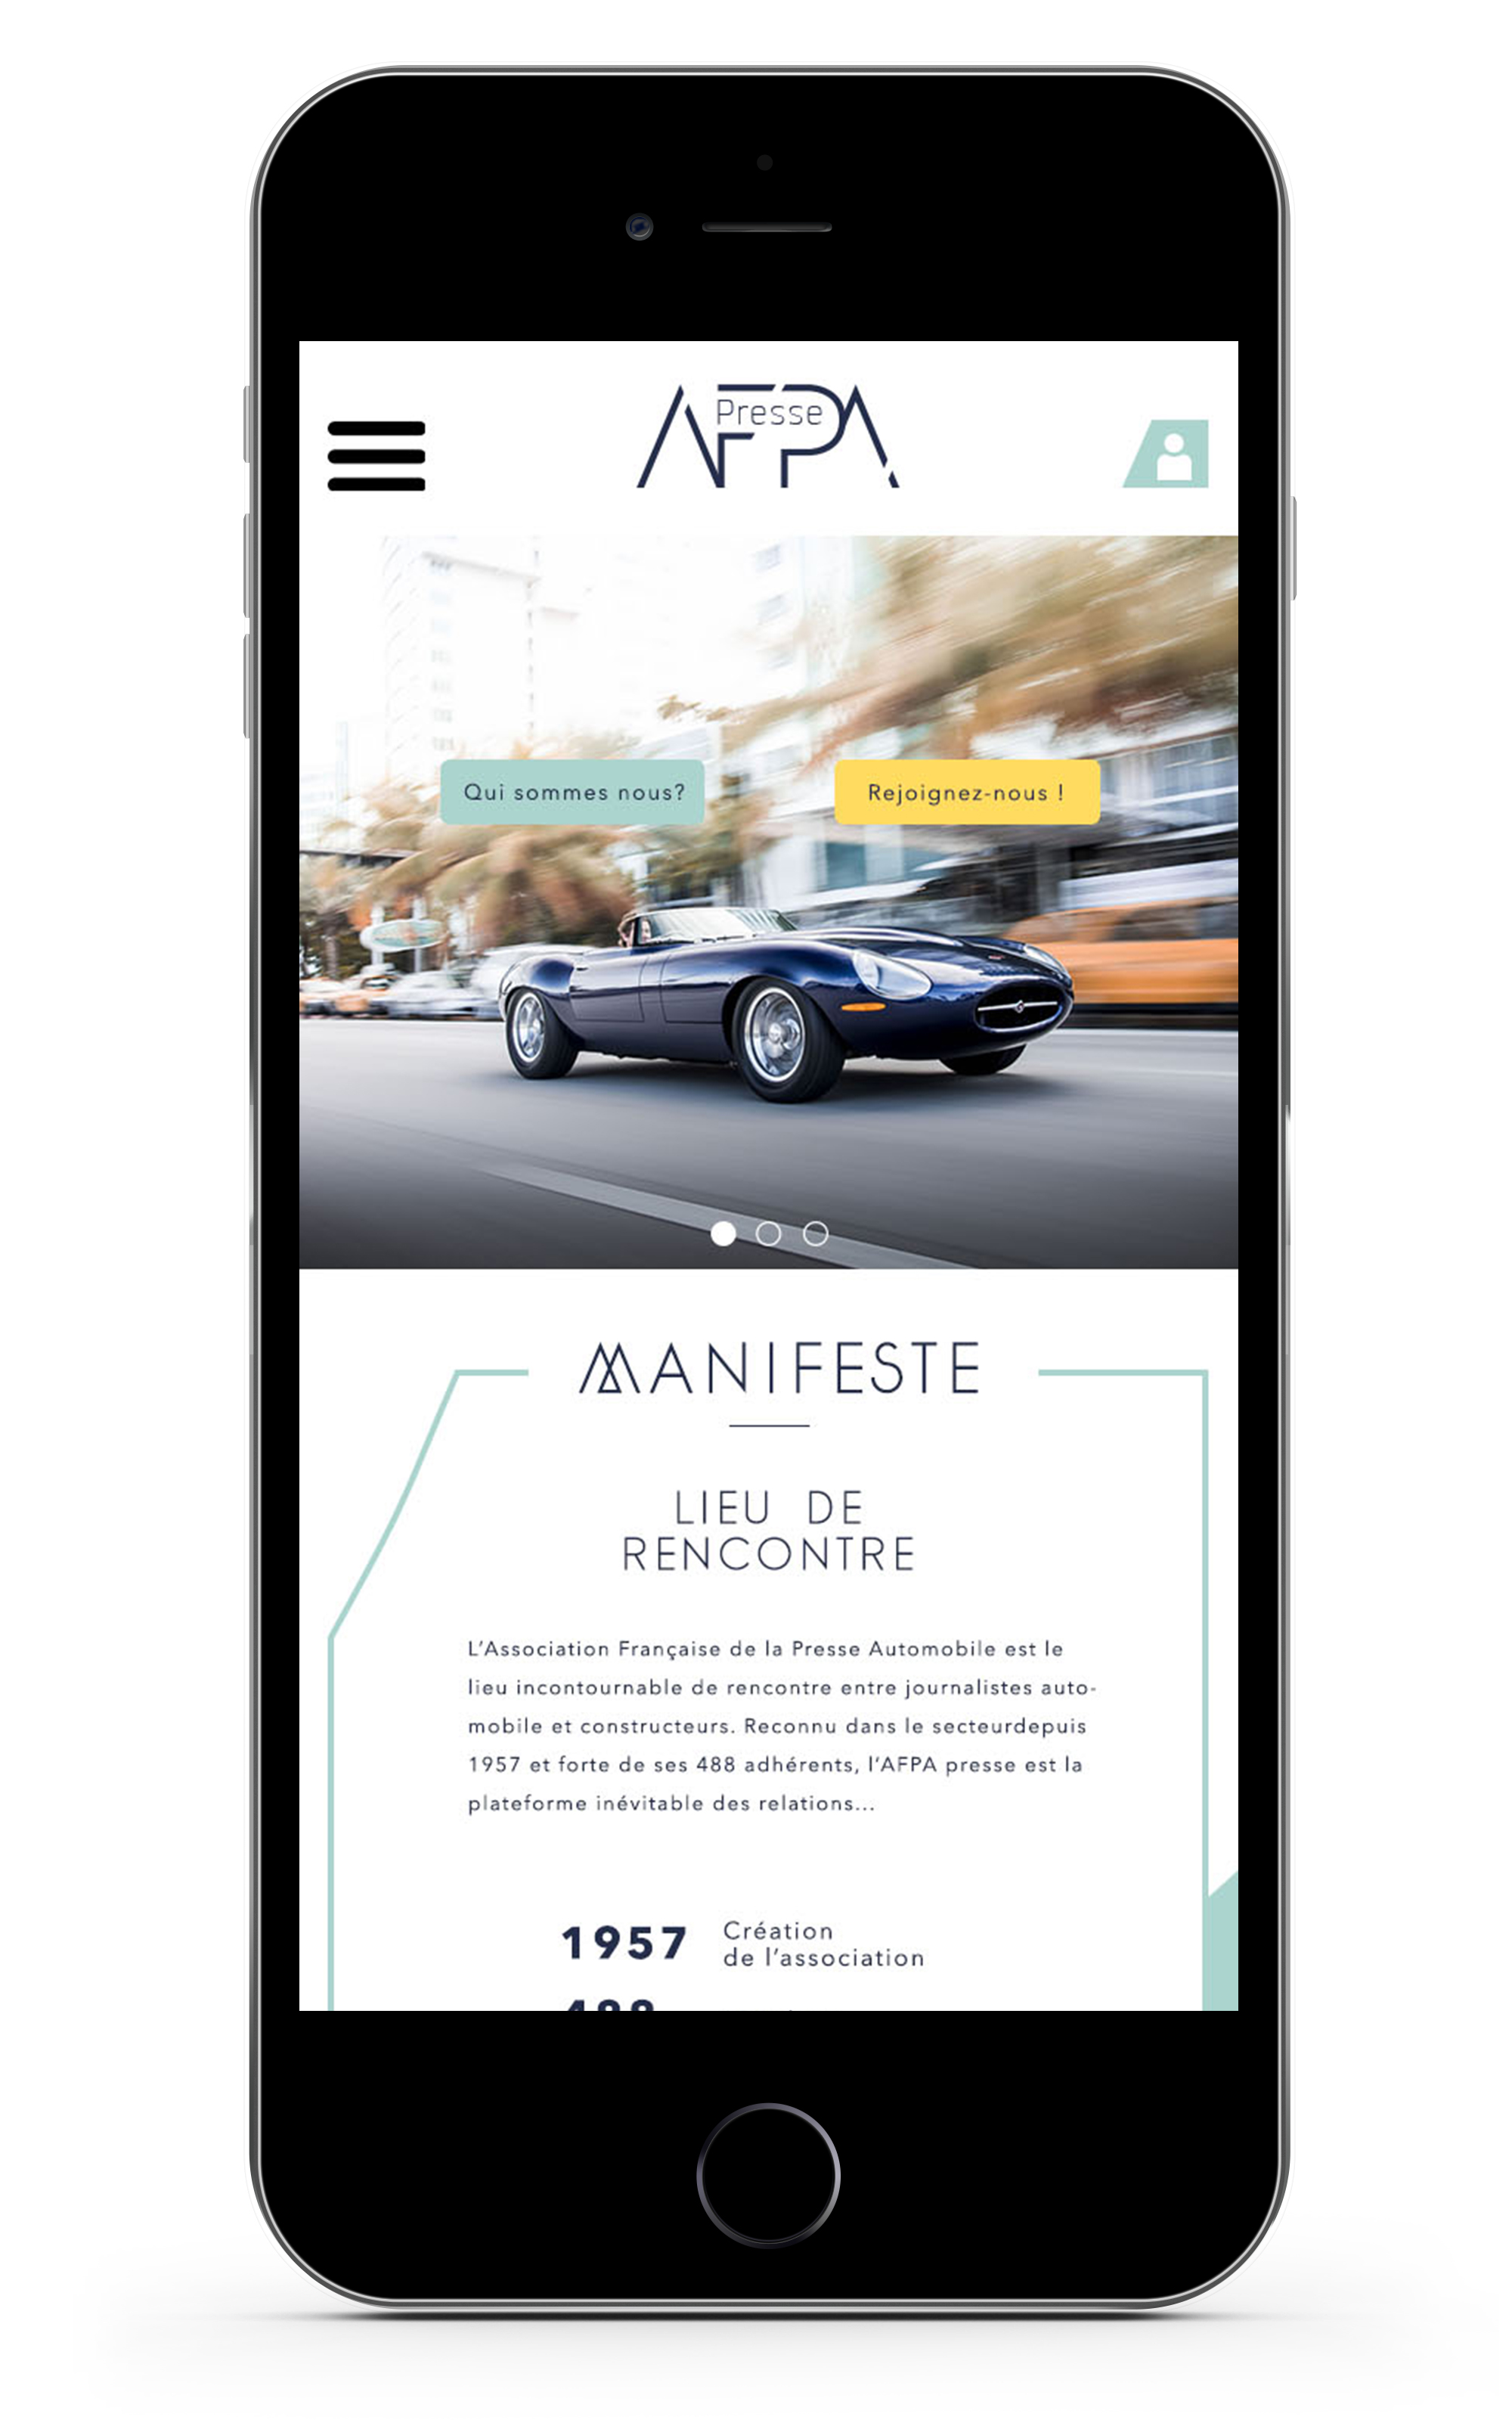 AFPA
Presse
Qui sommes nous?
Rejoignez-nous !
MANIFESTE
LIEU DE
RENCONTRE
L'Association Française de la Presse Automobile est le
lieu incontournable de rencontre entre journalistes auto-
mobile et constructeurs. Reconnu dans le secteurdepuis
1957 et forte de ses 488 adhérents, l'AFPA presse est la
plateforme inévitable des relations...
1957 Création
de l'association